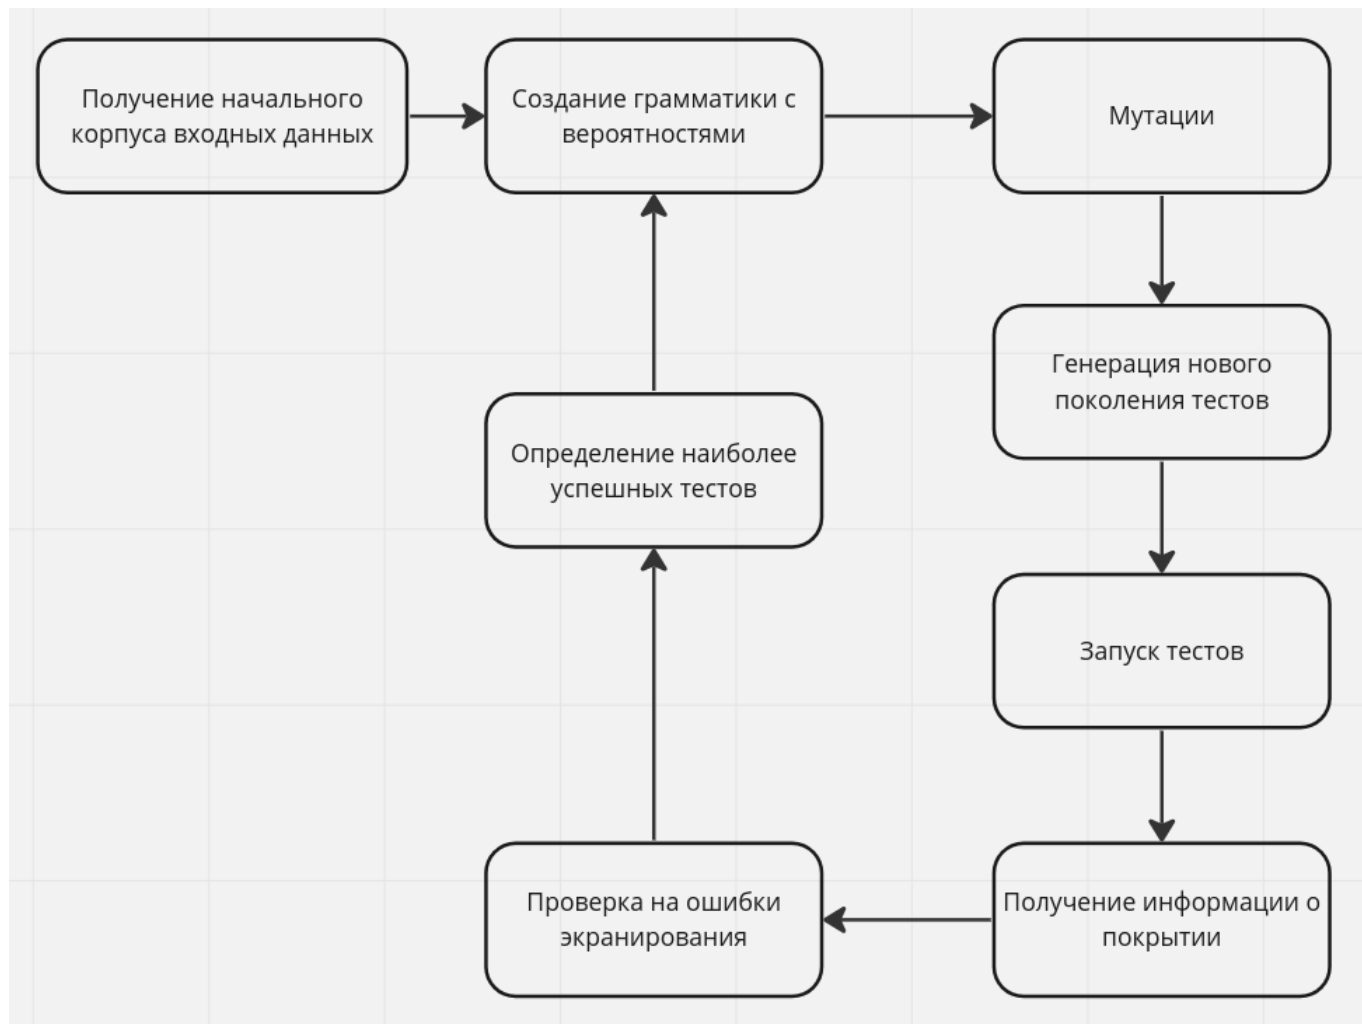 Получение начального
корпуса входных данных
Создание грамматики с
вероятностями
Мутации
Генерация нового
поколения тестов
Определение наиболее
успешных тестов
Запуск тестов
Проверка на ошибки
экранирования
Получение информации о
покрытии